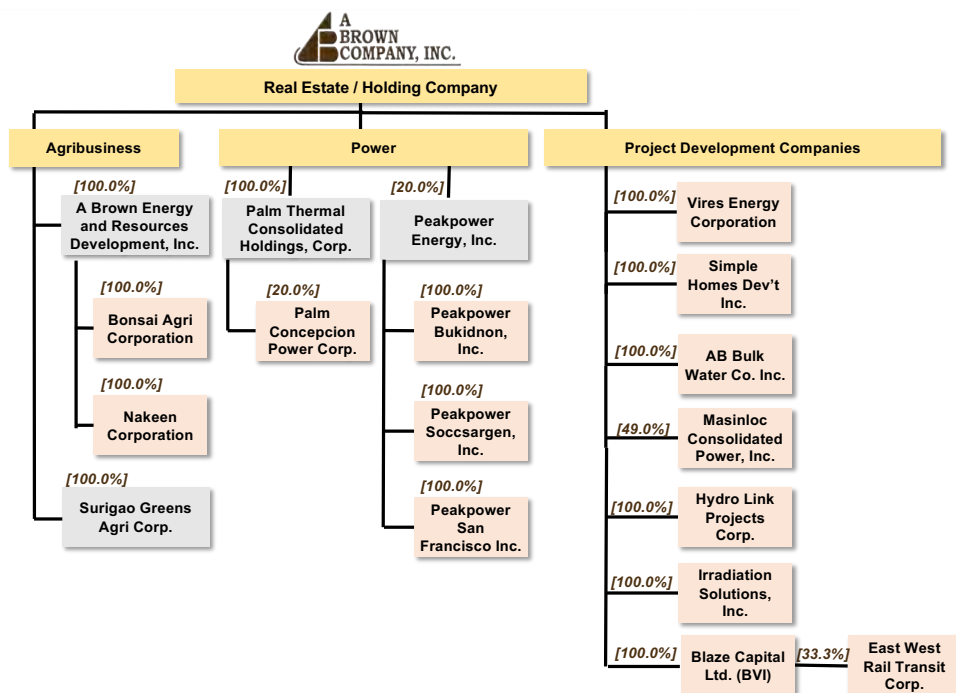 A
BROWN
COMPANY, INC.
Real Estate / Holding Company
Agribusiness
Power
Project Development Companies
[100.0%]
A Brown Energy
and Resources
Development, Inc.
[100.0%]
Bonsai Agri
Corporation
[100.0%]
Nakeen
Corporation
[100.0%]
Surigao Greens
Agri Corp.
[100.0%]
Palm Thermal
Consolidated
Holdings, Corp.
[20.0%]
Palm
Concepcion
Power Corp.
[20.0%]
Peakpower
Energy, Inc.
[100.0%]
Peakpower
Bukidnon,
Inc.
[100.0%]
Peakpower
Soccsargen,
Inc.
[100.0%]
Peakpower
San
Francisco Inc.
[100.0%]
Vires Energy
Corporation
[100.0%]
Simple
Homes Dev’t
Inc.
[100.0%]
AB Bulk
Water Co. Inc.
[49.0%]
Masinloc
Consolidated
Power, Inc.
[100.0%]
Hydro Link
Projects
Corp.
[100.0%]
Irradiation
Solutions,
Inc.
[100.0%]
Blaze Capital
Ltd. (BVI)
[33.3%]
East West
Rail Transit
Corp.